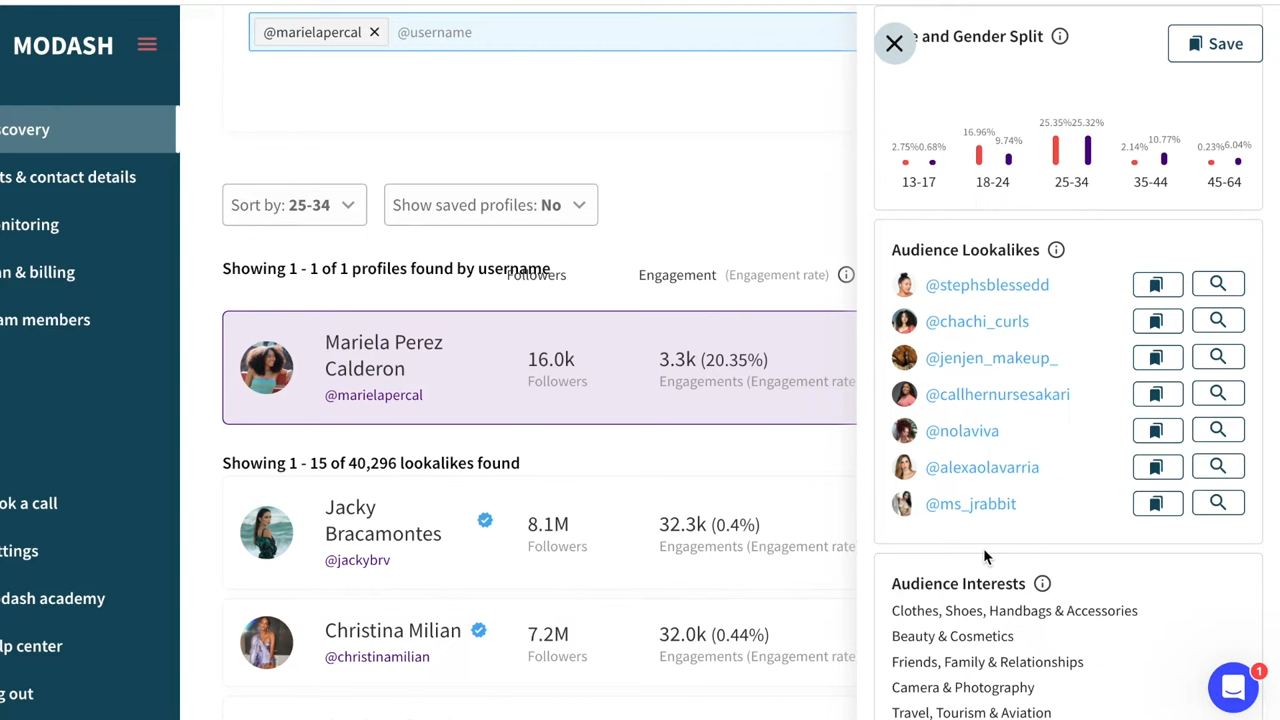 MODASH
scovery
ts & contact details
nitoring
an & billing
am members
ok a call
ttings
dash academy
lp center
g out
@marielapercal ✕ @username
Sort by: 25-34
Show saved profiles: No
Showing 1 - 1 of 1 profiles found by username
Followers
Engagement (Engagement rate)
Mariela Perez
Calderon
@marielapercal
16.0k
Followers
3.3k (20.35%)
Engagements (Engagement rate
Showing 1 - 15 of 40,296 lookalikes found
Jacky
Bracamontes
@jackybrv
8.1M
Followers
32.3k (0.4%)
Engagements (Engagement rate
Christina Milian
@christinamilian
7.2M
Followers
32.0k (0.44%)
Engagements (Engagement rate
e and Gender Split
Save
2.75% 0.68%
16.96% 9.74%
25.35% 25.32%
2.14% 10.77%
0.23% 6.04%
13-17 18-24 25-34 35-44 45-64
Audience Lookalikes
@stephsblessedd
@chachi_curls
@jenjen_makeup_
@callhernursesakari
@nolaviva
@alexaolavarria
@ms_jrabbit
Audience Interests
Clothes, Shoes, Handbags & Accessories
Beauty & Cosmetics
Friends, Family & Relationships
Camera & Photography
Travel, Tourism & Aviation
1